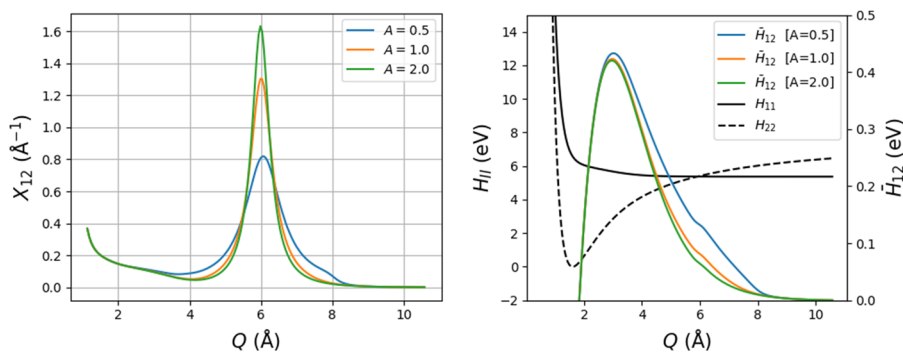 1.6
1.4
1.2
1.0
0.8
0.6
0.4
0.2
0.0
X₁₂ (Å⁻¹)
A = 0.5
A = 1.0
A = 2.0
2 4 6 8 10
Q (Å)
14
12
10
8
6
4
2
0
−2
H_II (eV)
H̄₁₂ [A=0.5]
H̄₁₂ [A=1.0]
H̄₁₂ [A=2.0]
H₁₁
H₂₂
0.5
0.4
0.3
0.2
0.1
0.0
H̄₁₂ (eV)
2 4 6 8 10
Q (Å)